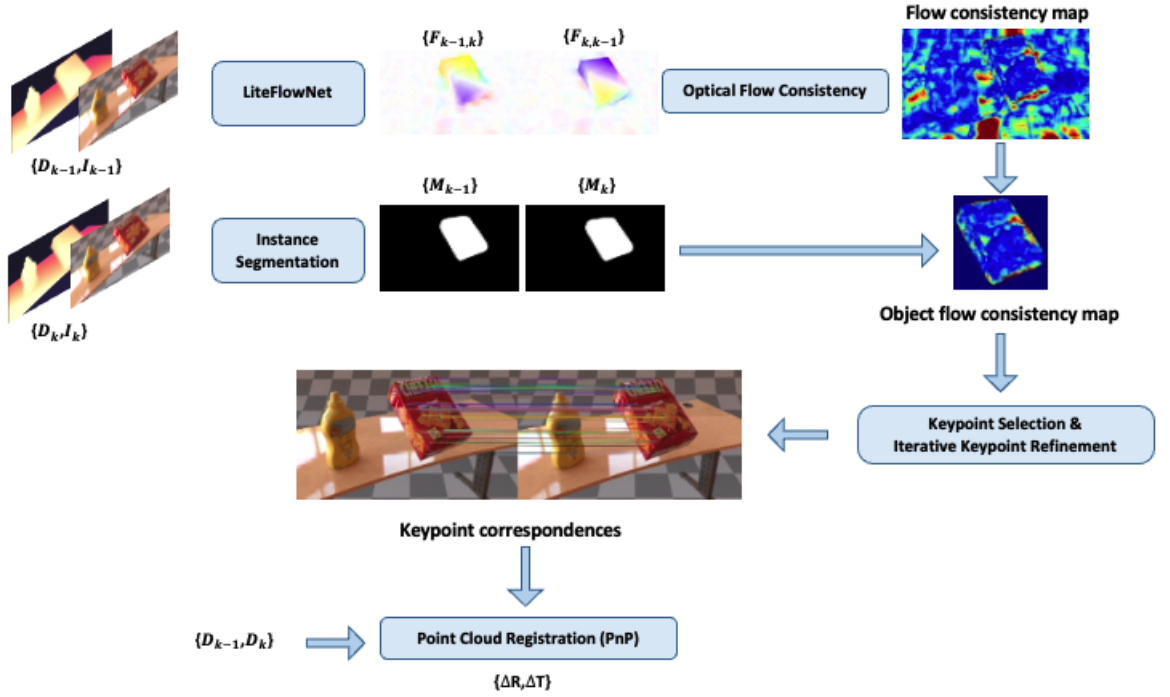 Flow consistency map
{F_{k-1,k}}
{F_{k,k-1}}
LiteFlowNet
Optical Flow Consistency
{D_{k-1},I_{k-1}}
{M_{k-1}}
{M_k}
Instance
Segmentation
{D_k,I_k}
Object flow consistency map
Keypoint Selection &
Iterative Keypoint Refinement
Keypoint correspondences
{D_{k-1},D_k}
Point Cloud Registration (PnP)
{ΔR,ΔT}